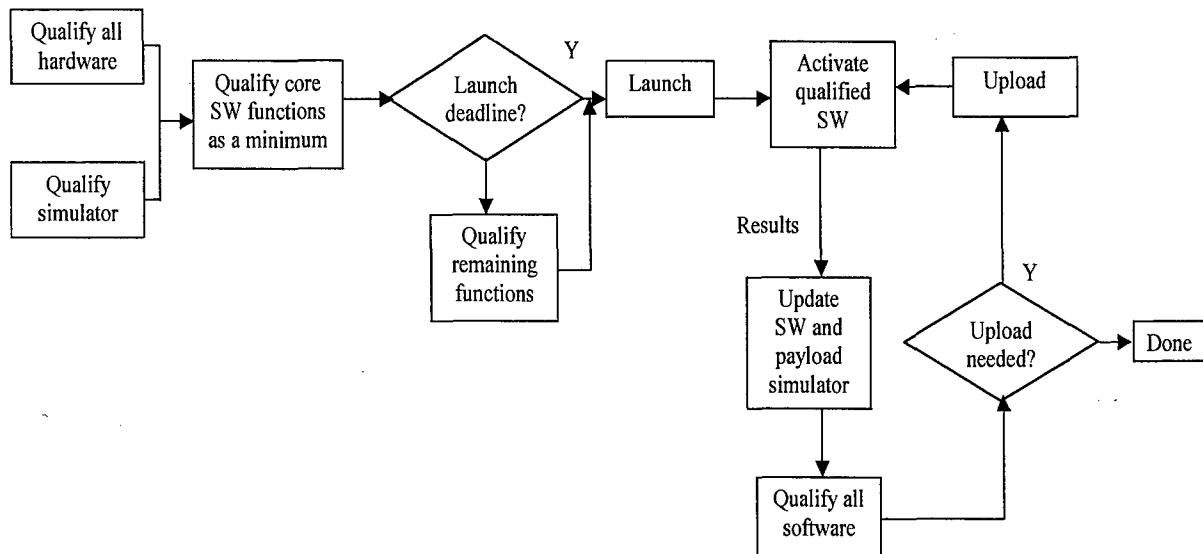 Qualify all
hardware
Qualify
simulator
Qualify core
SW functions
as a minimum
Launch
deadline?
Y
Qualify
remaining
functions
Launch
Activate
qualified
SW
Upload
Results
Update
SW and
payload
simulator
Qualify all
software
Y
Upload
needed?
Done